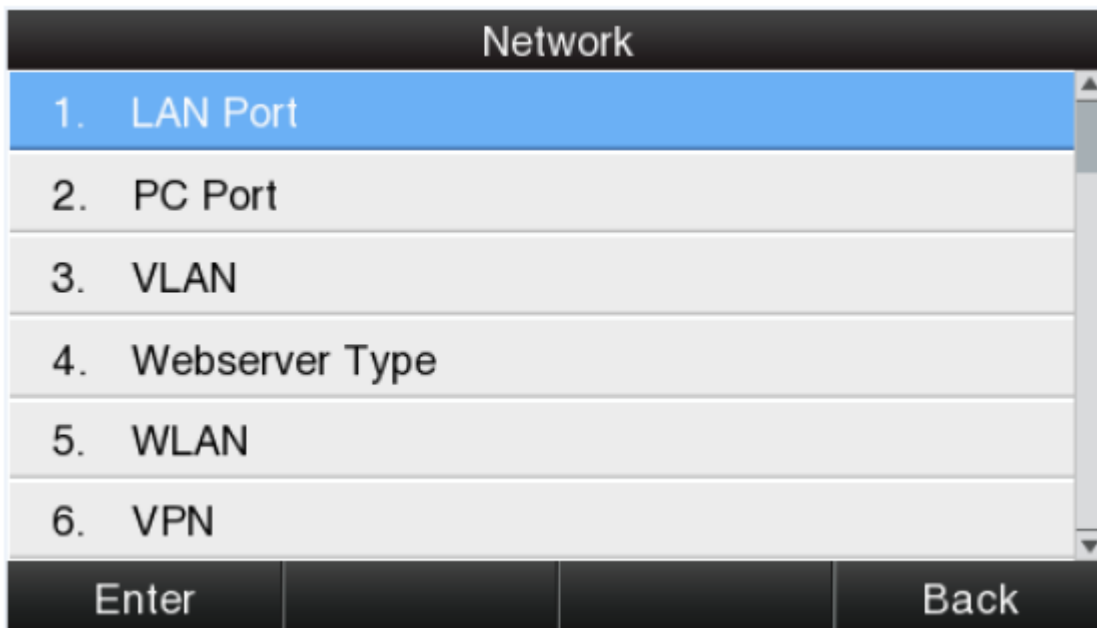 Network
1. LAN Port
2. PC Port
3. VLAN
4. Webserver Type
5. WLAN
6. VPN
Enter Back